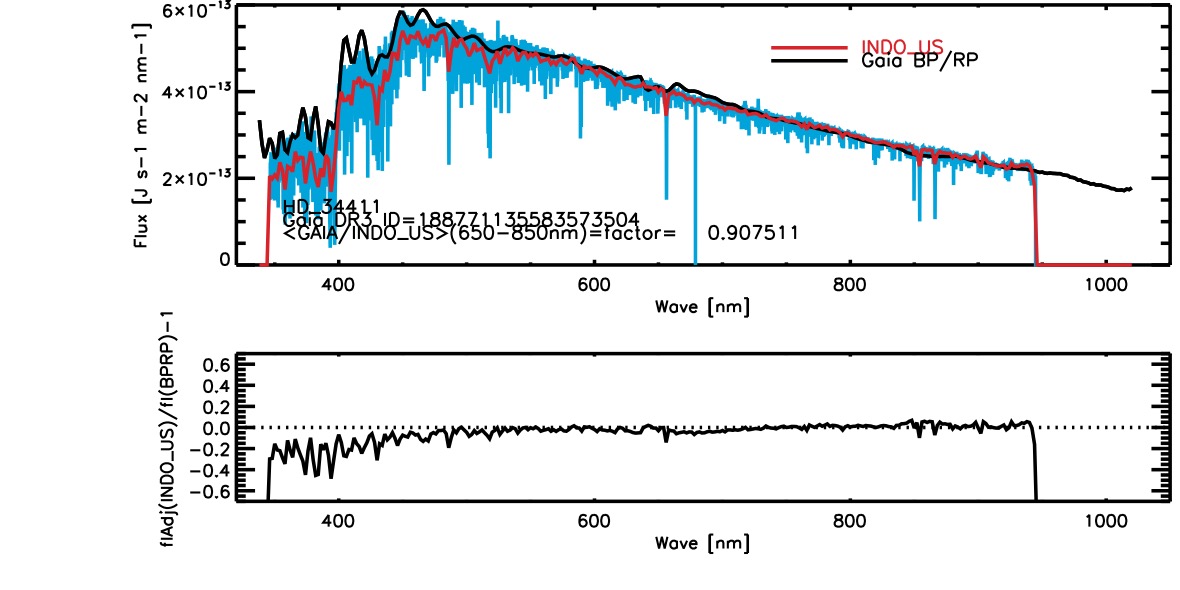 6×10−13
4×10−13
2×10−13
0
Flux [J s−1 m−2 nm−1]
INDO_US
Gaia BP/RP
HD_34411
Gaia DR3 ID=188771135583573504
<GAIA/INDO_US>(650−850nm)=factor= 0.907511
400 600 800 1000
Wave [nm]
flAdj(INDO_US)/fl(BPRP)−1
0.6
0.4
0.2
0.0
−0.2
−0.4
−0.6
400 600 800 1000
Wave [nm]